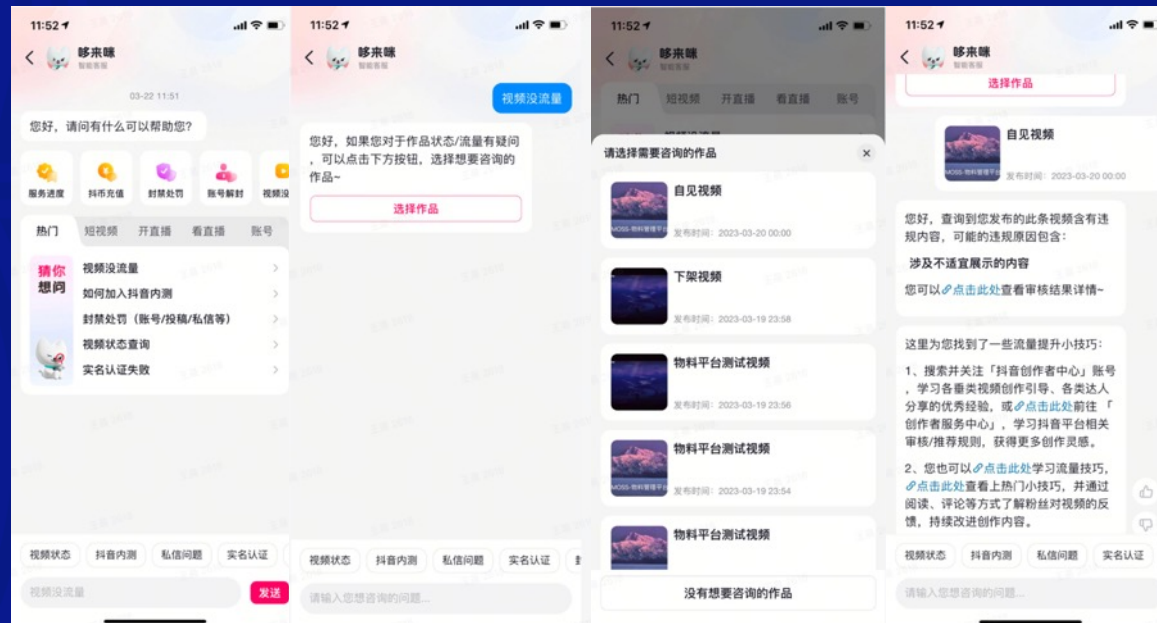 11:52
哆来咪
智能客服
03-22 11:51
您好，请问有什么可以帮助您?
服务进度
抖币充值
封禁处罚
账号解封
视频没
热门
短视频
开直播
看直播
账号
猜你
想问
视频没流量
如何加入抖音内测
封禁处罚（账号/投稿/私信等）
视频状态查询
实名认证失败
视频状态
抖音内测
私信问题
实名认证
视频没流量
发送
11:52
哆来咪
智能客服
视频没流量
您好，如果您对于作品状态/流量有疑问
，可以点击下方按钮，选择想要咨询的
作品~
选择作品
视频状态
抖音内测
私信问题
实名认证
请输入您想咨询的问题...
11:52
哆来咪
智能客服
热门
短视频
开直播
看直播
账号
请选择需要咨询的作品
自见视频
MOSS-物料管理平台
发布时间：2023-03-20 00:00
下架视频
发布时间：2023-03-19 23:58
物料平台测试视频
发布时间：2023-03-19 23:56
物料平台测试视频
MOSS-物料管理平台
发布时间：2023-03-19 23:54
物料平台测试视频
没有想要咨询的作品
11:52
哆来咪
智能客服
选择作品
自见视频
MOSS-物料管理平台
发布时间：2023-03-20 00:00
您好，查询到您发布的此条视频含有违
规内容，可能的违规原因包含：
涉及不适宜展示的内容
您可以点击此处查看审核结果详情~
这里为您找到了一些流量提升小技巧：
1、搜索并关注「抖音创作者中心」账号
，学习各垂类视频创作引导、各类达人
分享的优秀经验，或点击此处前往「
创作者服务中心」，学习抖音平台相关
审核/推荐规则，获得更多创作灵感。
2、您也可以点击此处学习流量技巧，
点击此处查看上热门小技巧，并通过
阅读、评论等方式了解粉丝对视频的反
馈，持续改进创作内容。
视频状态
抖音内测
私信问题
实名认证
请输入您想咨询的问题...